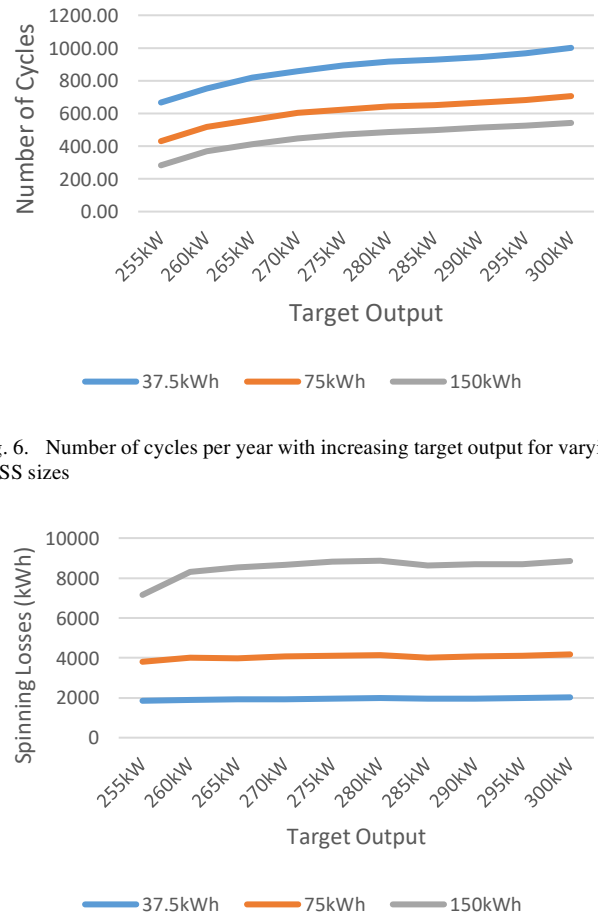 1200.00
1000.00
800.00
600.00
400.00
200.00
0.00
Number of Cycles
255kW 260kW 265kW 270kW 275kW 280kW 285kW 290kW 295kW 300kW
Target Output
37.5kWh 75kWh 150kWh
g. 6. Number of cycles per year with increasing target output for varyi
SS sizes
10000
8000
6000
4000
2000
0
Spinning Losses (kWh)
255kW 260kW 265kW 270kW 275kW 280kW 285kW 290kW 295kW 300kW
Target Output
37.5kWh 75kWh 150kWh